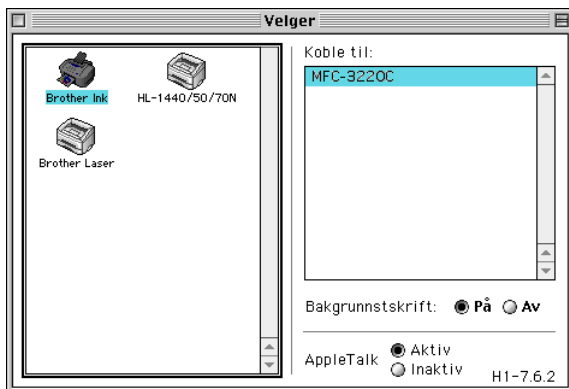 Velger
Brother Ink
HL-1440/50/70N
Brother Laser
Koble til:
MFC-3220C
Bakgrunnstskrift: På Av
AppleTalk Aktiv
Inaktiv
H1-7.6.2